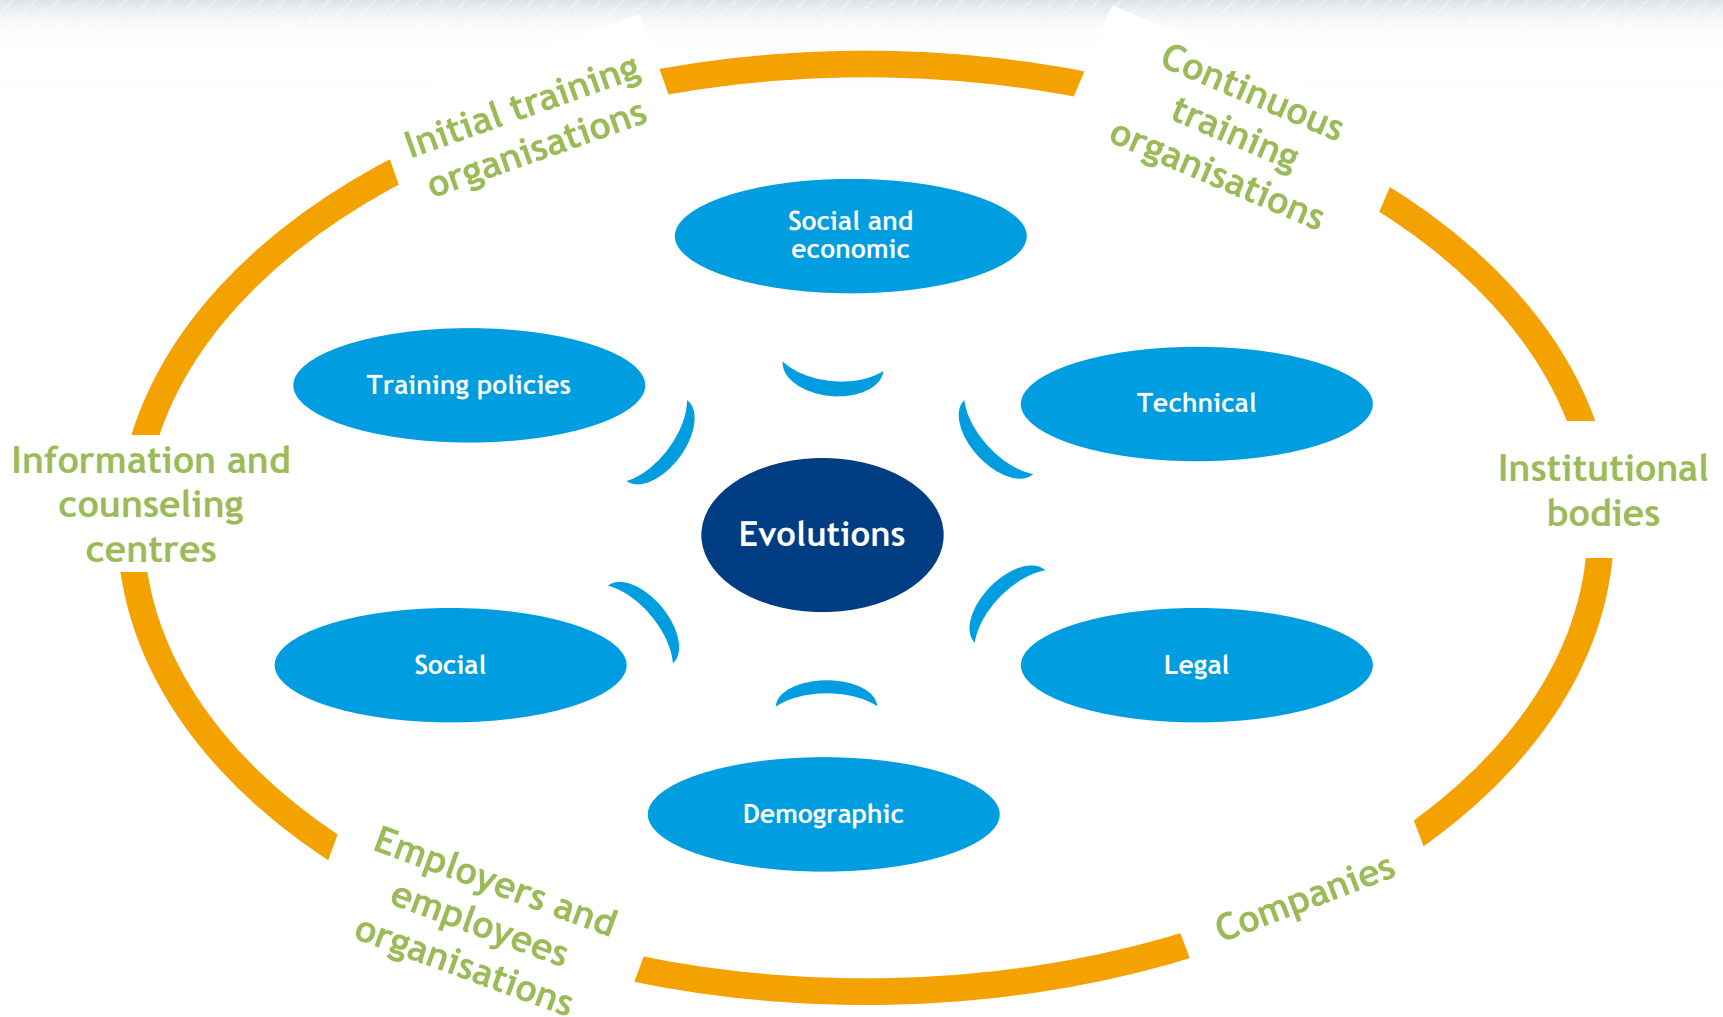 Initial training
organisations
Continuous
training
organisations
Social and
economic
Training policies
Technical
Information and
counseling
centres
Institutional
bodies
Evolutions
Social
Legal
Demographic
Employers and
employees
organisations
Companies